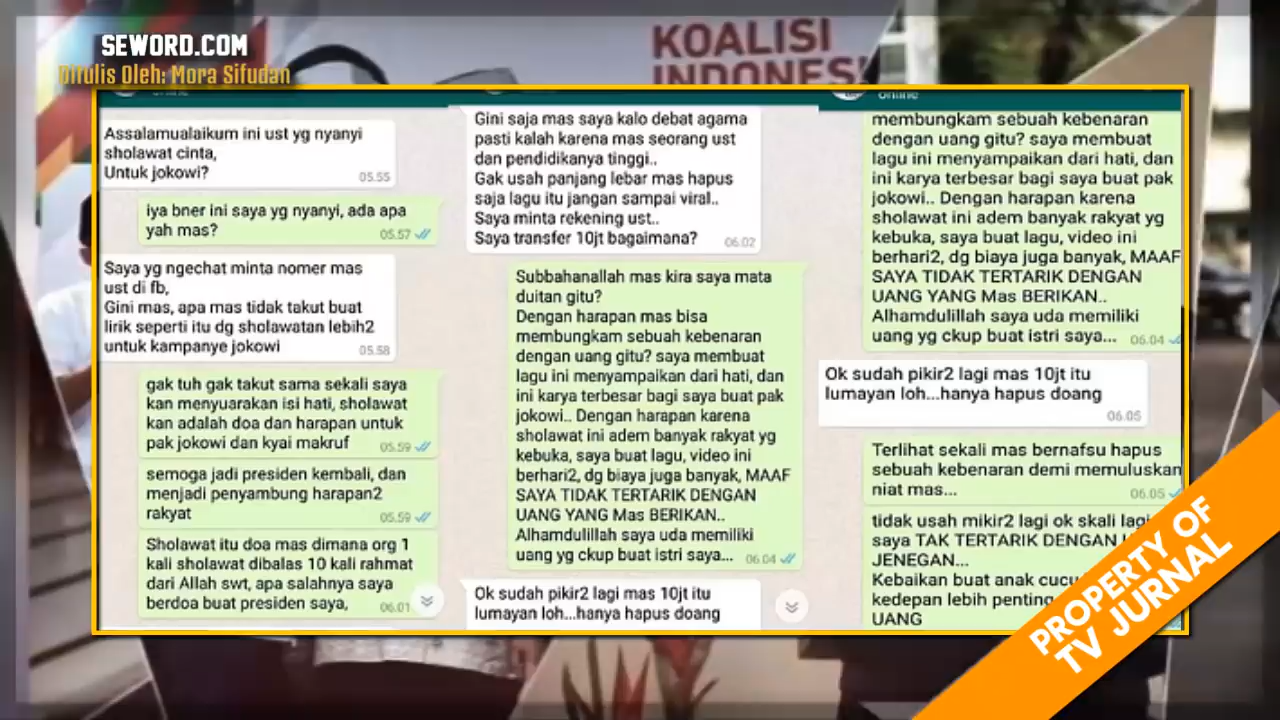 SEWORD.COM
Ditulis Oleh: Mora Sifudan
KOALISI
INDONES
online
Assalamualaikum ini ust yg nyanyi
sholawat cinta,
Untuk jokowi?
05.55
iya bner ini saya yg nyanyi, ada apa
yah mas?
05.57
Saya yg ngechat minta nomer mas
ust di fb,
Gini mas, apa mas tidak takut buat
lirik seperti itu dg sholawatan lebih2
untuk kampanye jokowi
05.58
gak tuh gak takut sama sekali saya
kan menyuarakan isi hati, sholawat
kan adalah doa dan harapan untuk
pak jokowi dan kyai makruf
05.59
semoga jadi presiden kembali, dan
menjadi penyambung harapan2
rakyat
05.59
Sholawat itu doa mas dimana org 1
kali sholawat dibalas 10 kali rahmat
dari Allah swt, apa salahnya saya
berdoa buat presiden saya,
06.01
Gini saja mas saya kalo debat agama
pasti kalah karena mas seorang ust
dan pendidikanya tinggi..
Gak usah panjang lebar mas hapus
saja lagu itu jangan sampai viral..
Saya minta rekening ust..
Saya transfer 10jt bagaimana?
06.02
Subbahanallah mas kira saya mata
duitan gitu?
Dengan harapan mas bisa
membungkam sebuah kebenaran
dengan uang gitu? saya membuat
lagu ini menyampaikan dari hati, dan
ini karya terbesar bagi saya buat pak
jokowi.. Dengan harapan karena
sholawat ini adem banyak rakyat yg
kebuka, saya buat lagu, video ini
berhari2, dg biaya juga banyak, MAAF
SAYA TIDAK TERTARIK DENGAN
UANG YANG Mas BERIKAN..
Alhamdulillah saya uda memiliki
uang yg ckup buat istri saya...
06.04
Ok sudah pikir2 lagi mas 10jt itu
lumayan loh...hanya hapus doang
online
membungkam sebuah kebenaran
dengan uang gitu? saya membuat
lagu ini menyampaikan dari hati, dan
ini karya terbesar bagi saya buat pak
jokowi.. Dengan harapan karena
sholawat ini adem banyak rakyat yg
kebuka, saya buat lagu, video ini
berhari2, dg biaya juga banyak, MAAF
SAYA TIDAK TERTARIK DENGAN
UANG YANG Mas BERIKAN..
Alhamdulillah saya uda memiliki
uang yg ckup buat istri saya...
06.04
Ok sudah pikir2 lagi mas 10jt itu
lumayan loh...hanya hapus doang
06.05
Terlihat sekali mas bernafsu hapus
sebuah kebenaran demi memuluskan
niat mas...
06.05
tidak usah mikir2 lagi ok skali lagi
saya TAK TERTARIK DENGAN
JENEGAN...
Kebaikan buat anak cucu
kedepan lebih penting
UANG
PROPERTY OF
TV JURNAL